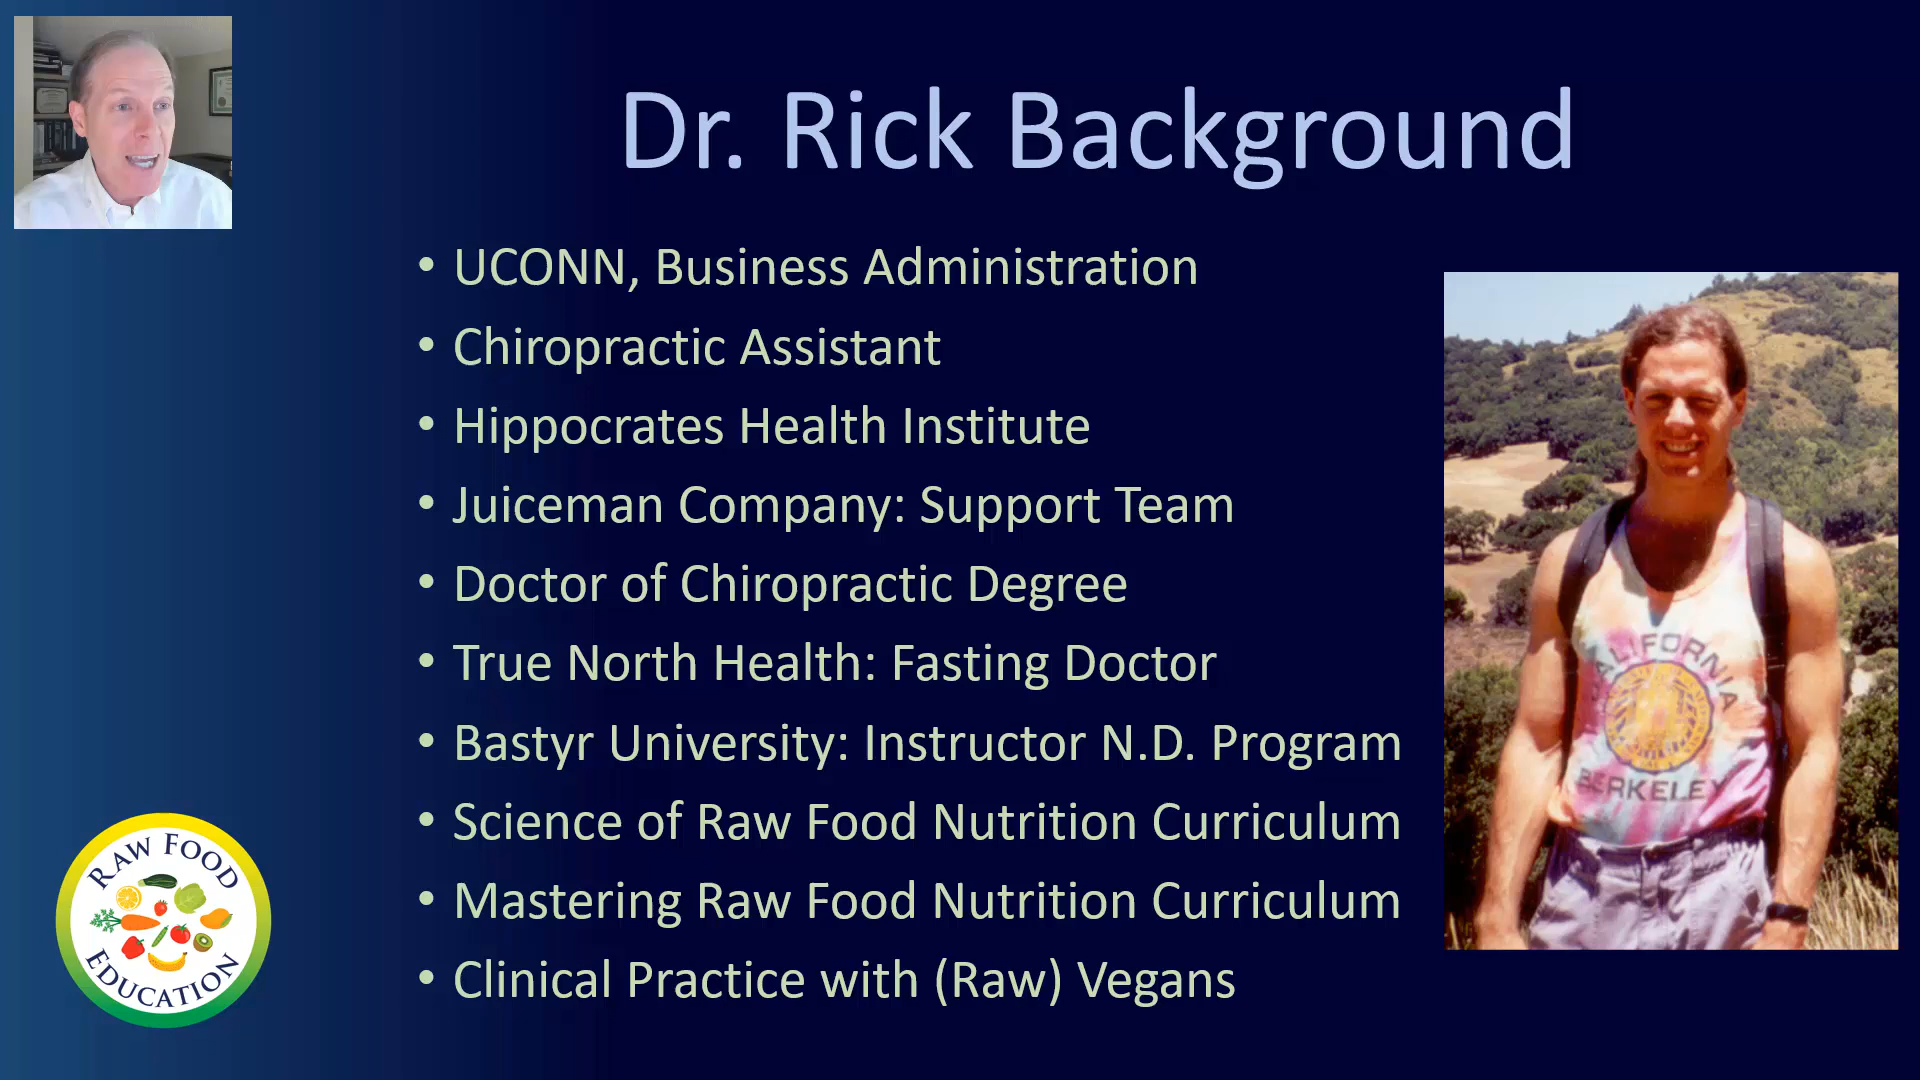 Dr. Rick Background
• UCONN, Business Administration
• Chiropractic Assistant
• Hippocrates Health Institute
• Juiceman Company: Support Team
• Doctor of Chiropractic Degree
• True North Health: Fasting Doctor
• Bastyr University: Instructor N.D. Program
• Science of Raw Food Nutrition Curriculum
• Mastering Raw Food Nutrition Curriculum
• Clinical Practice with (Raw) Vegans
ALIFORNIA
BERKELEY
RAW FOOD
EDUCATION